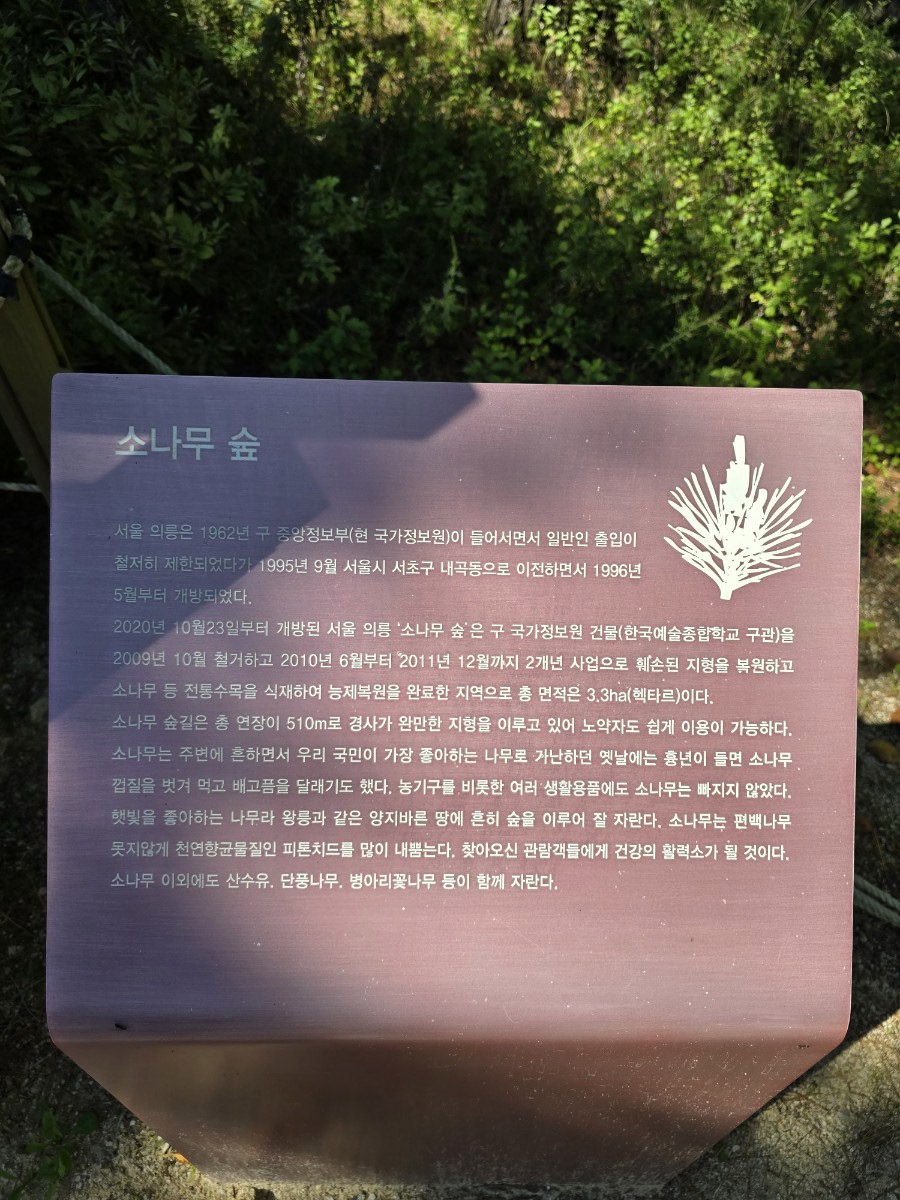 소나무 숲
서울 의릉은 1962년 구 중앙정보부(현 국가정보원)이 들어서면서 일반인 출입이
철저히 제한되었다가 1995년 9월 서울시 서초구 내곡동으로 이전하면서 1996년
5월부터 개방되었다.
2020년 10월23일부터 개방된 서울 의릉 '소나무 숲'은 구 국가정보원 건물(한국예술종합학교 구관)을
2009년 10월 철거하고 2010년 6월부터 2011년 12월까지 2개년 사업으로 훼손된 지형을 복원하고
소나무 등 전통수목을 식재하여 능제복원을 완료한 지역으로 총 면적은 3.3ha(헥타르)이다.
소나무 숲길은 총 연장이 510m로 경사가 완만한 지형을 이루고 있어 노약자도 쉽게 이용이 가능하다.
소나무는 주변에 흔하면서 우리 국민이 가장 좋아하는 나무로 가난하던 옛날에는 흉년이 들면 소나무
껍질을 벗겨 먹고 배고픔을 달래기도 했다. 농기구를 비롯한 여러 생활용품에도 소나무는 빠지지 않았다.
햇빛을 좋아하는 나무라 왕릉과 같은 양지바른 땅에 흔히 숲을 이루어 잘 자란다. 소나무는 편백나무
못지않게 천연향균물질인 피톤치드를 많이 내뿜는다. 찾아오신 관람객들에게 건강의 활력소가 될 것이다.
소나무 이외에도 산수유. 단풍나무. 병아리꽃나무 등이 함께 자란다.